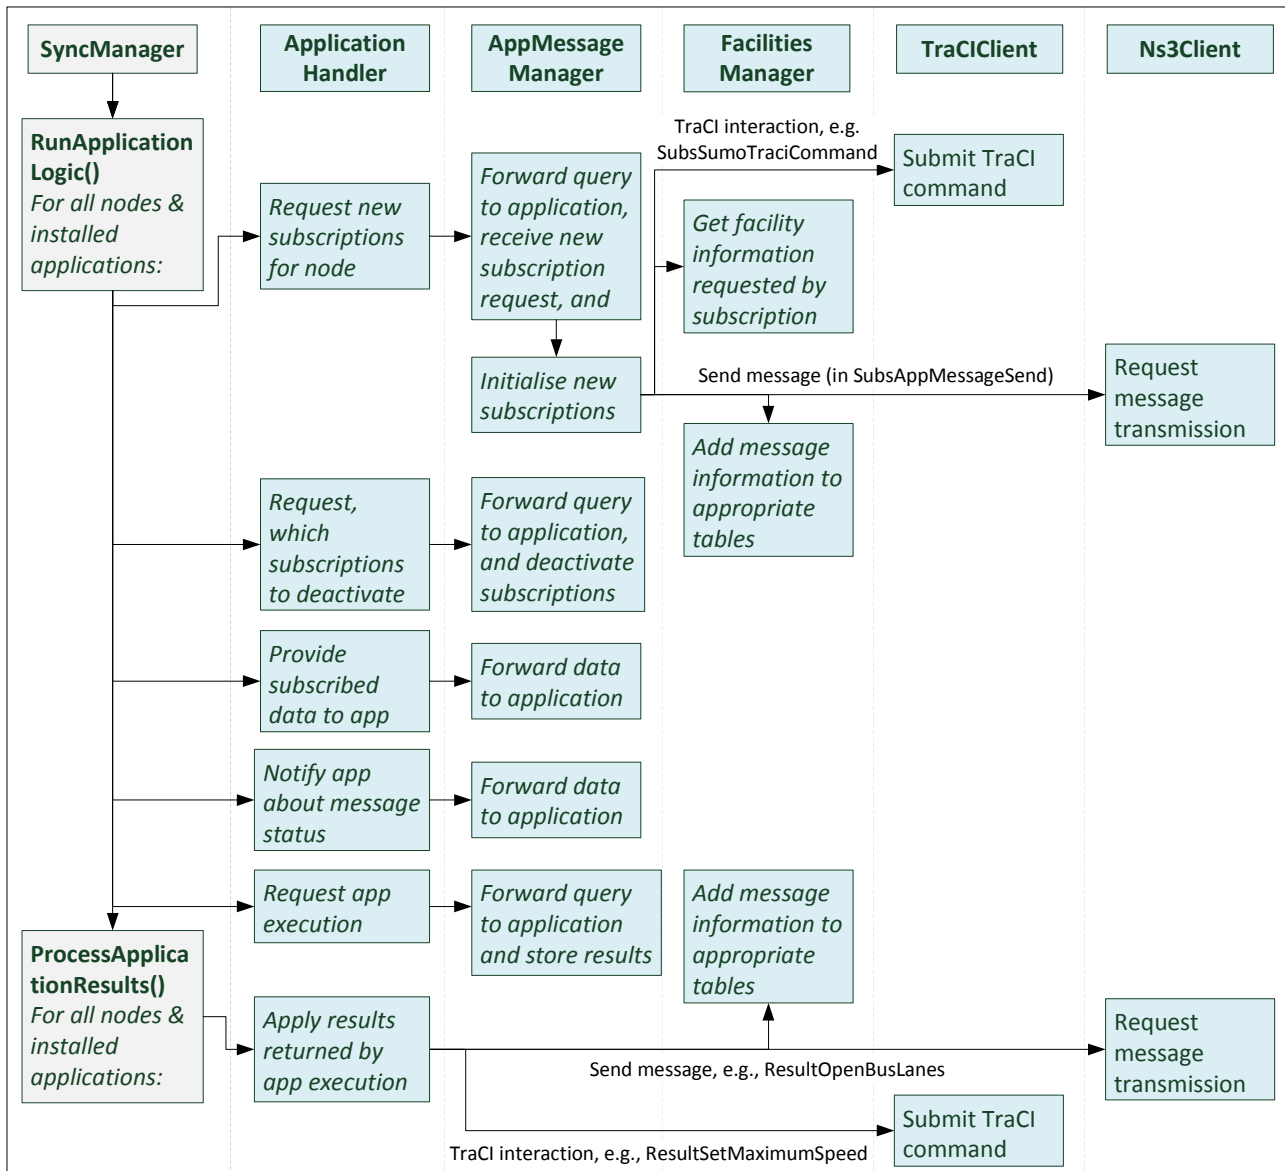 SyncManager
Application
Handler
AppMessage
Manager
Facilities
Manager
TraCIClient
Ns3Client
RunApplication
Logic()
For all nodes &
installed
applications:
Request new
subscriptions
for node
Forward query
to application,
receive new
subscription
request, and
TraCI interaction, e.g.
SubsSumoTraciCommand
Submit TraCI
command
Get facility
information
requested by
subscription
Initialise new
subscriptions
Send message (in SubsAppMessageSend)
Request
message
transmission
Add message
information to
appropriate
tables
Request,
which
subscriptions
to deactivate
Forward query
to application,
and deactivate
subscriptions
Provide
subscribed
data to app
Forward data
to application
Notify app
about message
status
Forward data
to application
Request app
execution
Forward query
to application
and store results
Add message
information to
appropriate
tables
ProcessApplica
tionResults()
For all nodes &
installed
applications:
Apply results
returned by
app execution
Send message, e.g., ResultOpenBusLanes
Request
message
transmission
TraCI interaction, e.g., ResultSetMaximumSpeed
Submit TraCI
command